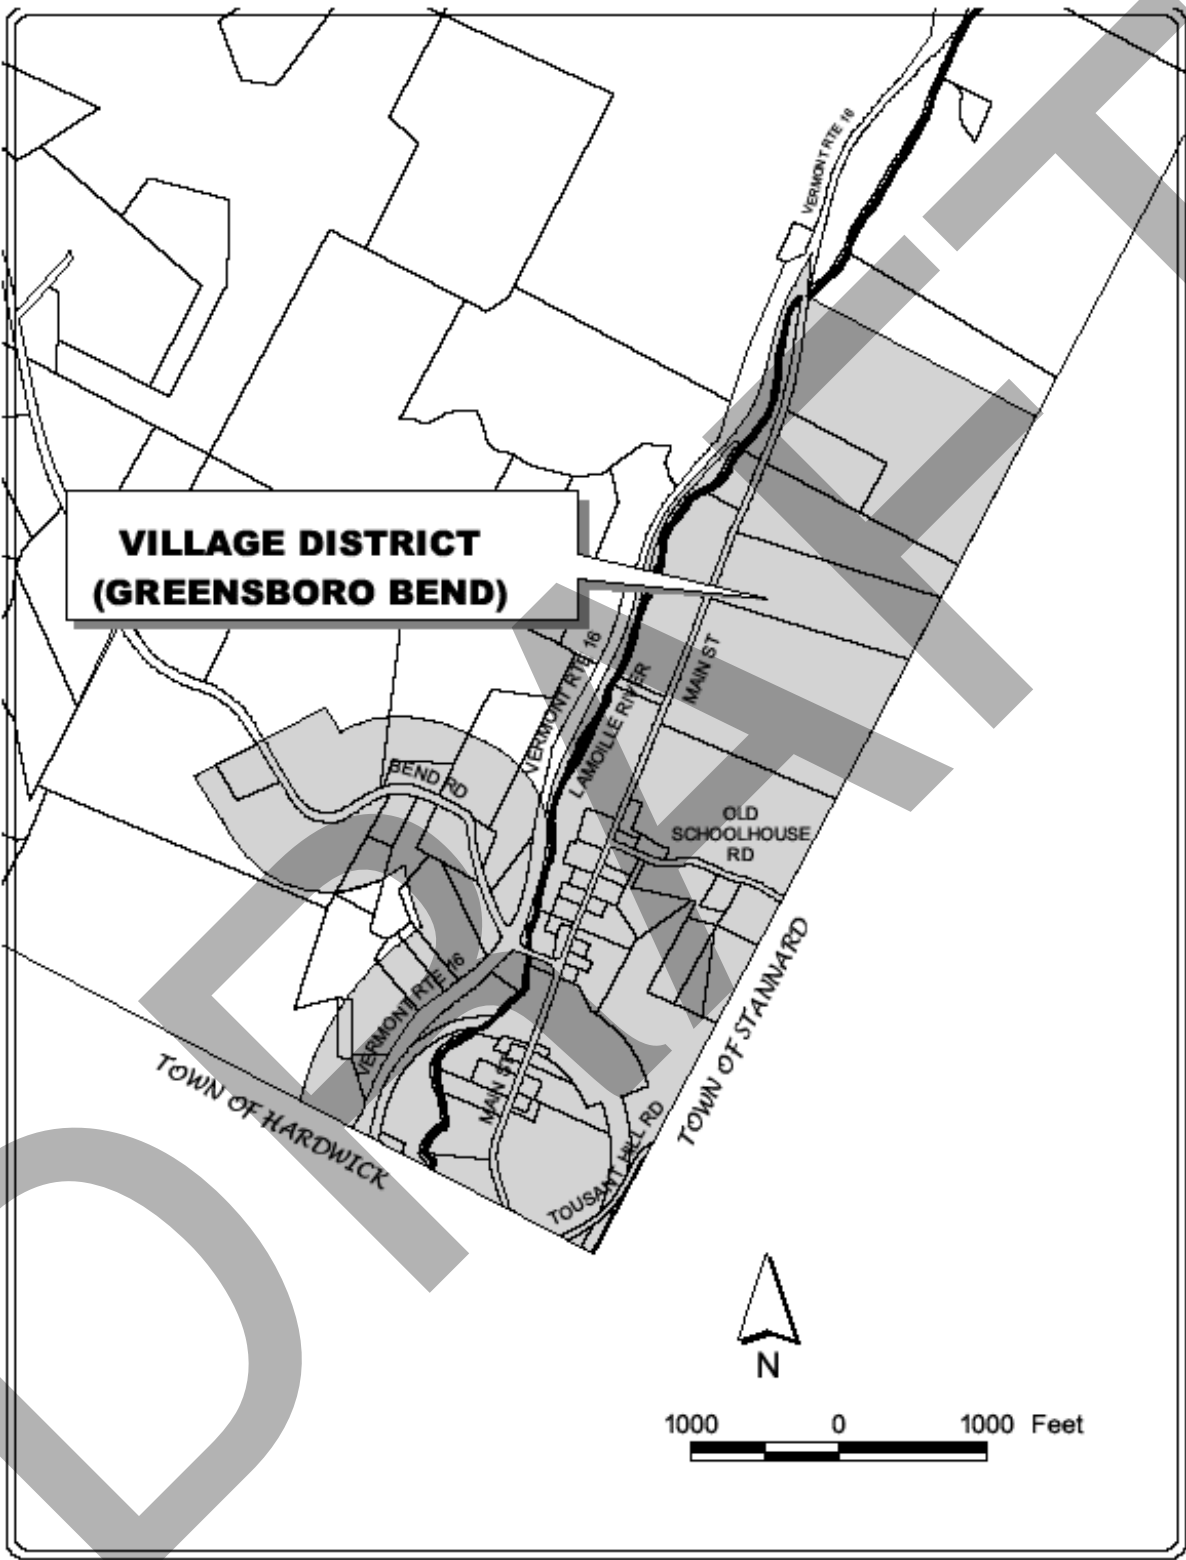 VERMONT RTE 16
VILLAGE DISTRICT
(GREENSBORO BEND)
VERMONT RTE 16
MAIN ST
LAMOILLE RIVER
BEND RD
OLD
SCHOOLHOUSE
RD
VERMONT RTE 16
MAIN ST
TOWN OF STANNARD
TOWN OF HARDWICK
TOUSANT HILL RD
N
1000 0 1000 Feet
DRAFT